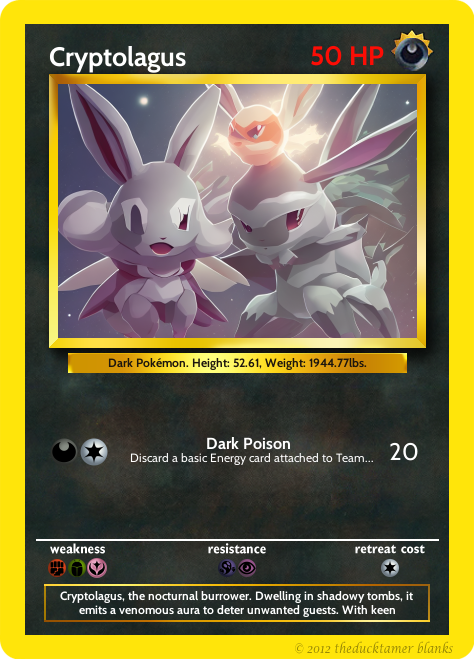 Cryptolagus 50 HP
Dark Pokémon. Height: 52.61, Weight: 1944.77lbs.
Dark Poison 20
Discard a basic Energy card attached to Team...
weakness resistance retreat cost
Cryptolagus, the nocturnal burrower. Dwelling in shadowy tombs, it
emits a venomous aura to deter unwanted guests. With keen
© 2012 theducktamer blanks